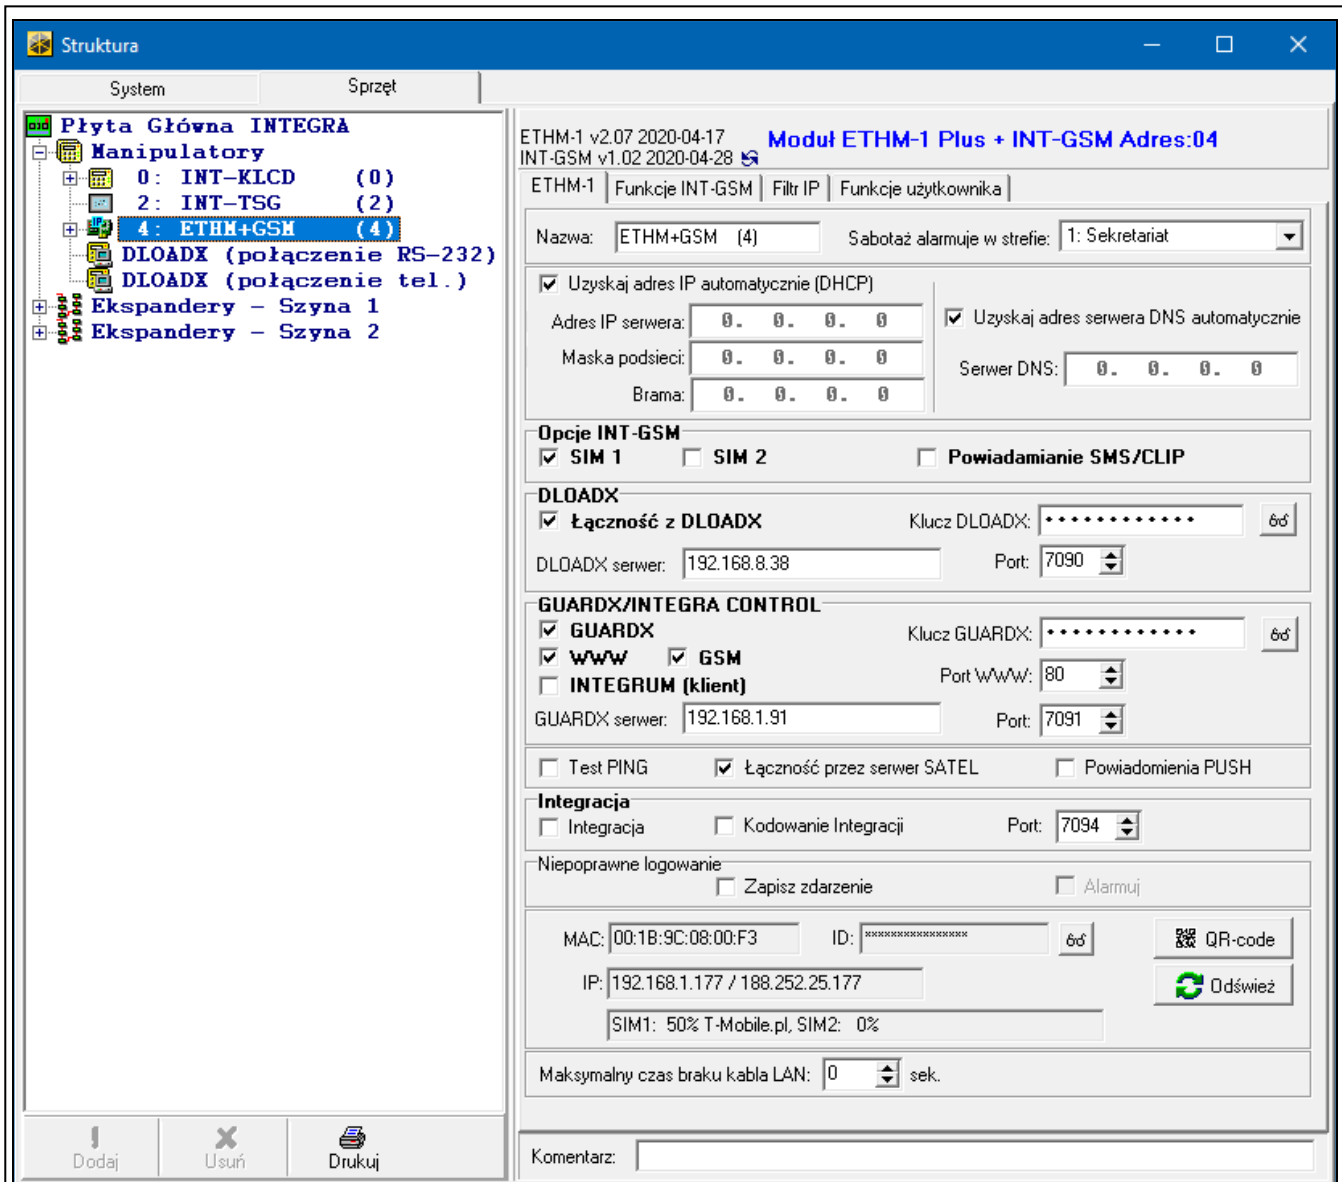 Struktura
System
Sprzęt
Płyta Główna INTEGRA
Manipulatory
0: INT-KLCD (0)
2: INT-TSG (2)
4: ETHM+GSM (4)
DLOADX (połączenie RS-232)
DLOADX (połączenie tel.)
Ekspandery - Szyna 1
Ekspandery - Szyna 2
Dodaj
Usuń
Drukuj
ETHM-1 v2.07 2020-04-17
INT-GSM v1.02 2020-04-28
Moduł ETHM-1 Plus + INT-GSM Adres:04
ETHM-1 Funkcje INT-GSM Filtr IP Funkcje użytkownika
Nazwa: ETHM+GSM (4) Sabotaż alarmuje w strefie: 1: Sekretariat
Uzyskaj adres IP automatycznie (DHCP)
Adres IP serwera: 0. 0. 0. 0
Maska podsieci: 0. 0. 0. 0
Brama: 0. 0. 0. 0
Uzyskaj adres serwera DNS automatycznie
Serwer DNS: 0. 0. 0. 0
Opcje INT-GSM
SIM 1 SIM 2 Powiadamianie SMS/CLIP
DLOADX
Łączność z DLOADX Klucz DLOADX: ••••••••••••
DLOADX serwer: 192.168.8.38 Port: 7090
GUARDX/INTEGRA CONTROL
GUARDX Klucz GUARDX: ••••••••••••
WWW GSM Port WWW: 80
INTEGRUM (klient)
GUARDX serwer: 192.168.1.91 Port: 7091
Test PING Łączność przez serwer SATEL Powiadomienia PUSH
Integracja
Integracja Kodowanie Integracji Port: 7094
Niepoprawne logowanie
Zapisz zdarzenie Alarmuj
MAC: 00:1B:9C:08:00:F3 ID: **************** QR-code
IP: 192.168.1.177 / 188.252.25.177 Odśwież
SIM1: 50% T-Mobile.pl, SIM2: 0%
Maksymalny czas braku kabla LAN: 0 sek.
Komentarz: